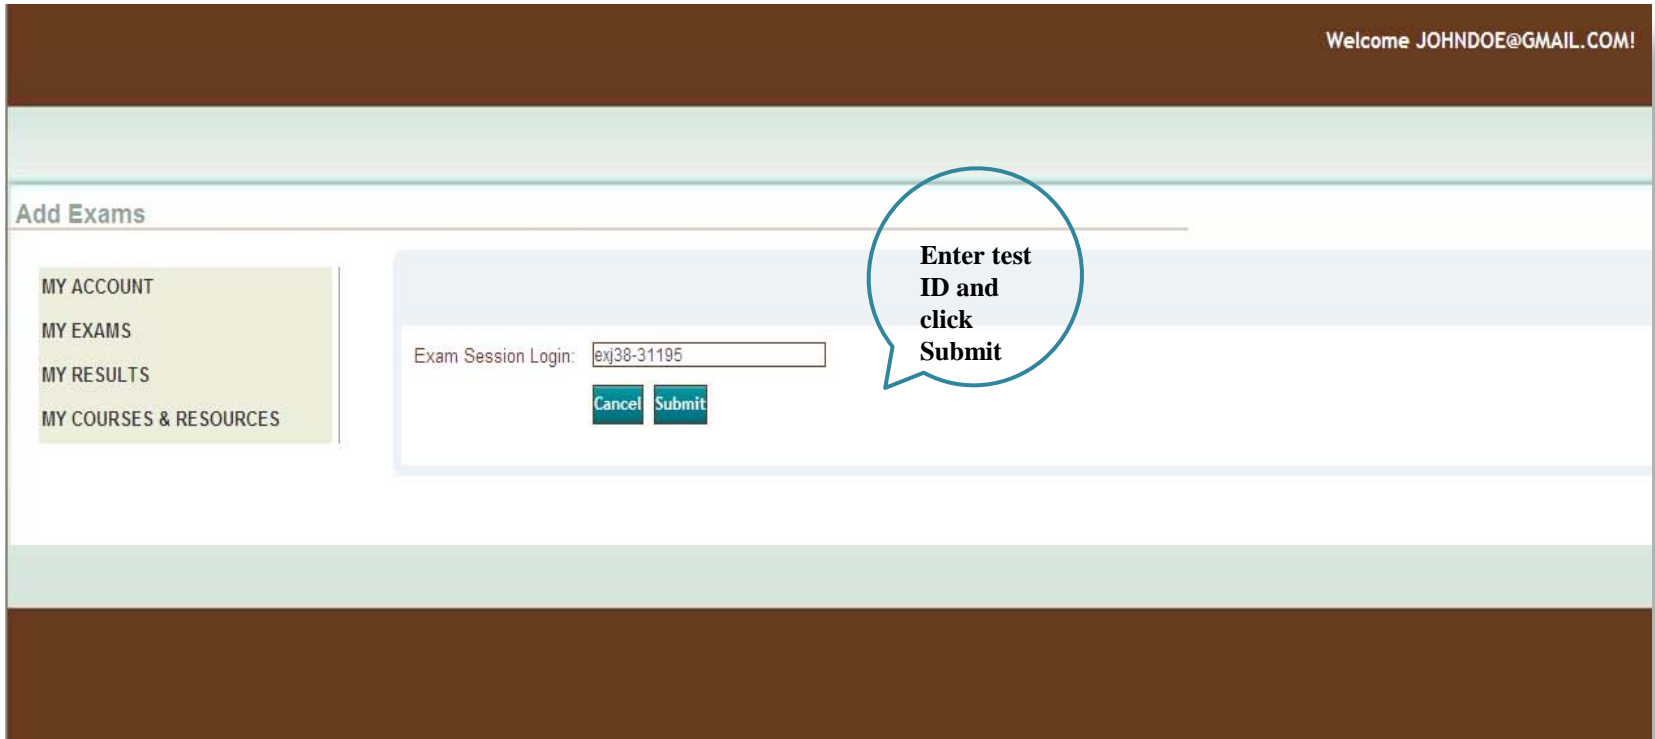 Welcome JOHNDOE@GMAIL.COM!
Add Exams
MY ACCOUNT
MY EXAMS
MY RESULTS
MY COURSES & RESOURCES
Exam Session Login: exj38-31195
Cancel Submit
Enter test
ID and
click
Submit